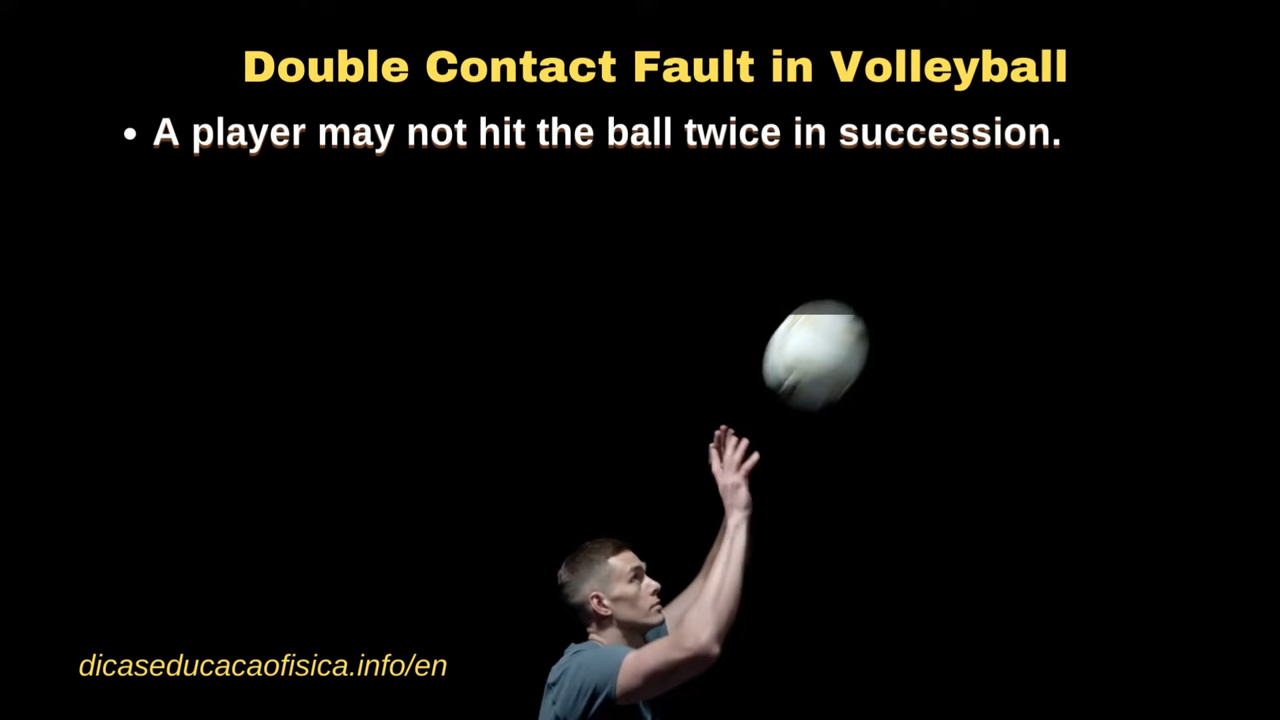 Double Contact Fault in Volleyball
• A player may not hit the ball twice in succession.
dicaseducacaofisica.info/en